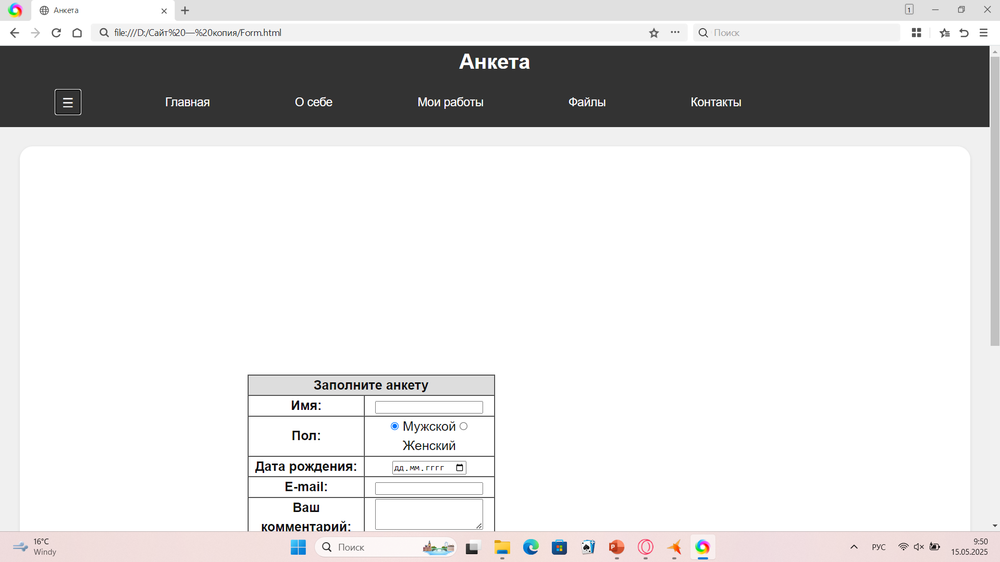 Анкета
1
file:///D:/Сайт%20—%20копия/Form.html
Поиск
Анкета
☰ Главная О себе Мои работы Файлы Контакты
Заполните анкету
Имя:
Пол: Мужской
Женский
Дата рождения: дд.мм.гггг
E-mail:
Ваш
комментарий:
16°C
Windy
Поиск
РУС
9:50
15.05.2025